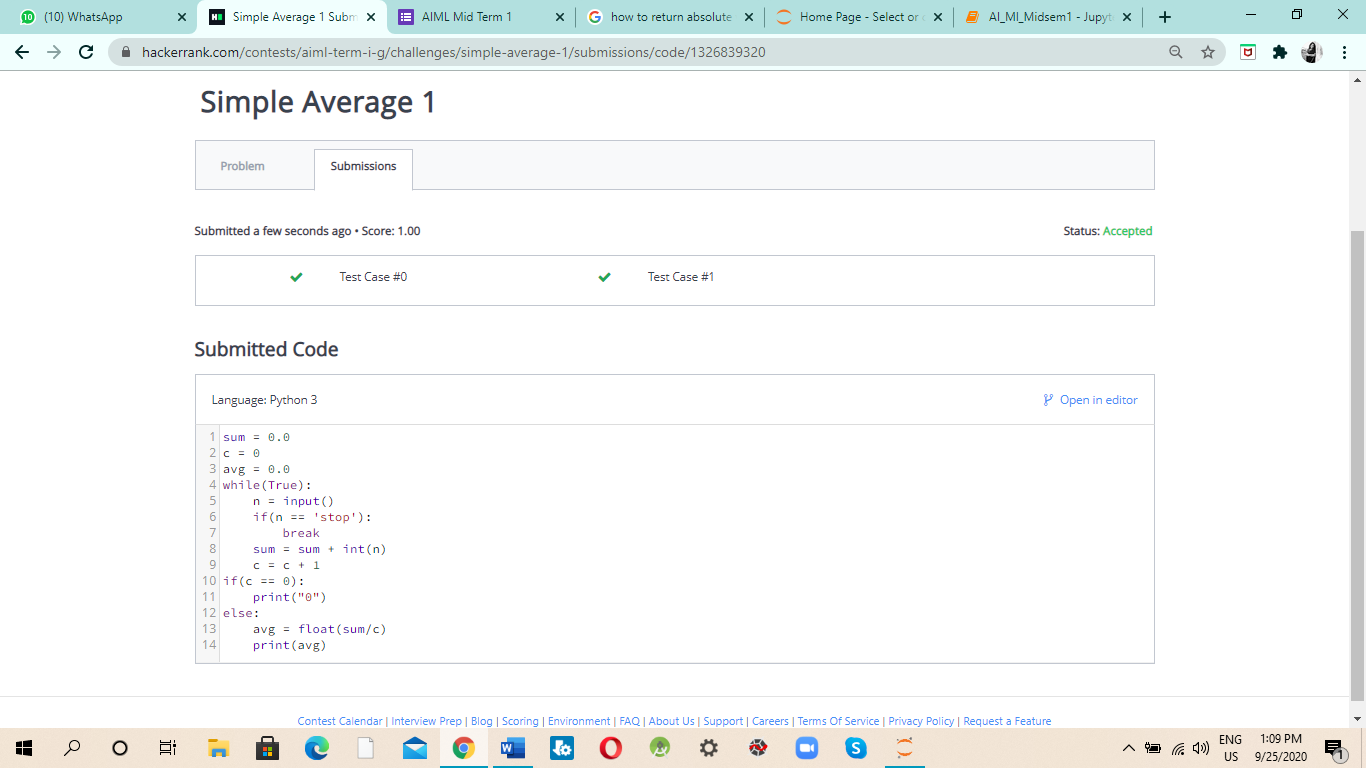 (10) WhatsApp
Simple Average 1 Subm
AIML Mid Term 1
how to return absolute
Home Page - Select or
AI_Ml_Midsem1 - Jupyt
hackerrank.com/contests/aiml-term-i-g/challenges/simple-average-1/submissions/code/1326839320
Simple Average 1
Problem
Submissions
Submitted a few seconds ago • Score: 1.00
Status: Accepted
Test Case #0
Test Case #1
Submitted Code
Language: Python 3
Open in editor
1 sum = 0.0
2 c = 0
3 avg = 0.0
4 while(True):
5     n = input()
6     if(n == 'stop'):
7         break
8     sum = sum + int(n)
9     c = c + 1
10 if(c == 0):
11     print("0")
12 else:
13     avg = float(sum/c)
14     print(avg)
Contest Calendar | Interview Prep | Blog | Scoring | Environment | FAQ | About Us | Support | Careers | Terms Of Service | Privacy Policy | Request a Feature
ENG
US
1:09 PM
9/25/2020
1